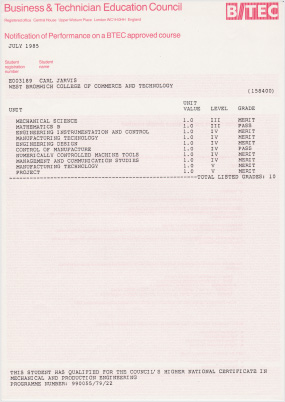 Business & Technician Education Council
Registered office: Central House Upper Woburn Place London WC1H 0HH England
B/TEC
Notification of Performance on a BTEC approved course
JULY 1985
Student registration number
Student name
CARL JARVIS
WEST BROMWICH COLLEGE OF COMMERCE AND TECHNOLOGY
(158400)
UNIT UNIT VALUE LEVEL GRADE
MECHANICAL SCIENCE 1.0 III MERIT
MATHEMATICS B 1.0 III PASS
ENGINEERING INSTRUMENTATION AND CONTROL 1.0 IV MERIT
MANUFACTURING TECHNOLOGY 1.0 IV MERIT
ENGINEERING DESIGN 1.0 IV MERIT
CONTROL OF MANUFACTURE 1.0 IV PASS
NUMERICALLY CONTROLLED MACHINE TOOLS 1.0 IV MERIT
MANAGEMENT AND COMMUNICATION STUDIES 1.0 IV MERIT
MANUFACTURING TECHNOLOGY 1.0 V MERIT
PROJECT 1.0 V MERIT
TOTAL LISTED GRADES: 10
THIS STUDENT HAS QUALIFIED FOR THE COUNCIL'S HIGHER NATIONAL CERTIFICATE IN
MECHANICAL AND PRODUCTION ENGINEERING
PROGRAMME NUMBER: 990055/79/22